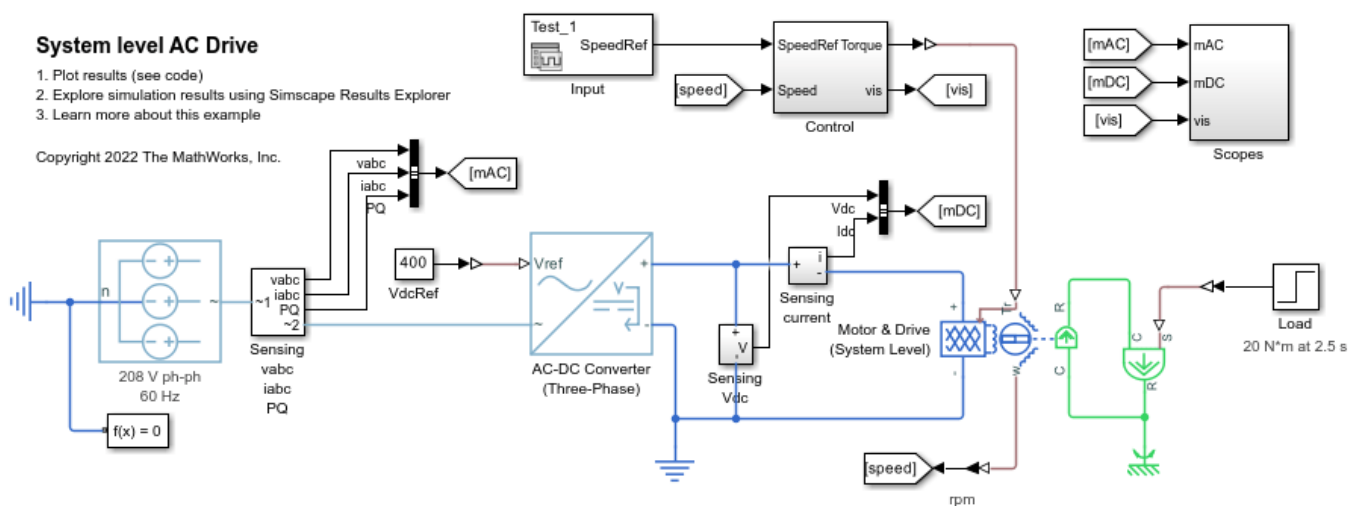 System level AC Drive
1. Plot results (see code)
2. Explore simulation results using Simscape Results Explorer
3. Learn more about this example
Copyright 2022 The MathWorks, Inc.
Test_1
SpeedRef
Input
[speed]
SpeedRef Torque
Speed
vis
Control
[vis]
[mAC]
[mDC]
[vis]
mAC
mDC
vis
Scopes
vabc
iabc
PQ
[mAC]
n
~
208 V ph-ph
60 Hz
f(x) = 0
~1
vabc
iabc
PQ
~2
Sensing
vabc
iabc
PQ
400
VdcRef
Vref
~
+
-
AC-DC Converter
(Three-Phase)
Vdc
Idc
[mDC]
+
i
-
Sensing
current
+
V
-
Sensing
Vdc
Motor & Drive
(System Level)
+
-
Tr
w
R
C
C
S
R
Load
20 N*m at 2.5 s
[speed]
rpm